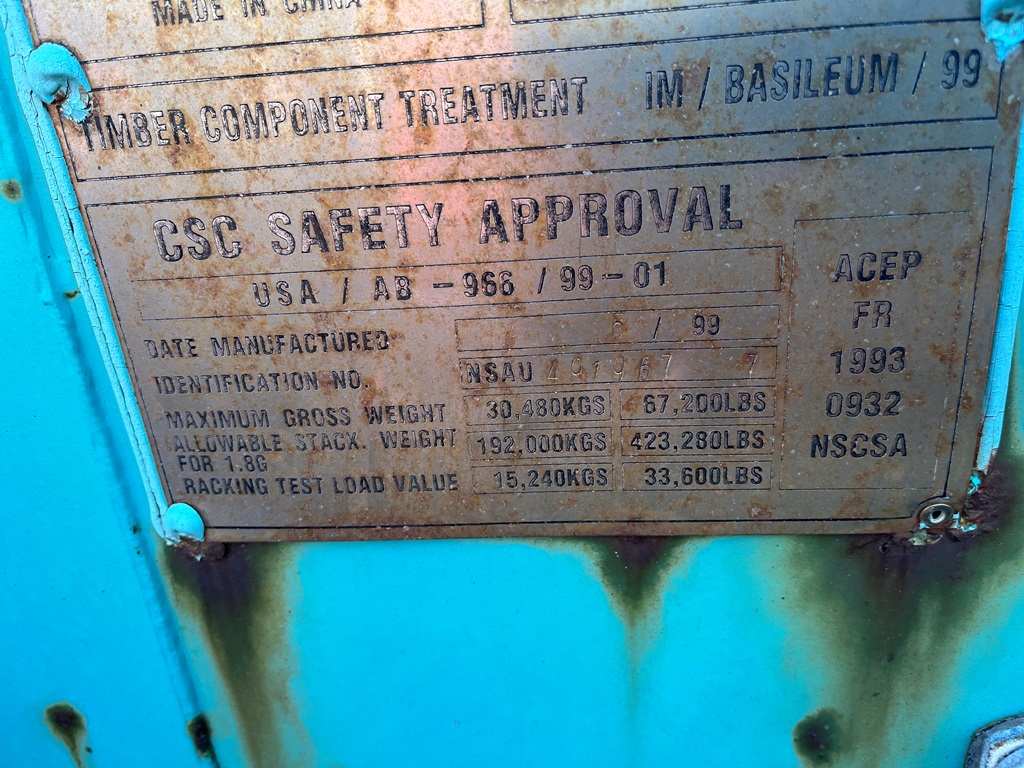 MADE IN CHINA
TIMBER COMPONENT TREATMENT IM / BASILEUM / 99
CSC SAFETY APPROVAL
USA / AB - 966 / 99 - 01
DATE MANUFACTURED / 99
IDENTIFICATION NO. NSAU 7
MAXIMUM GROSS WEIGHT 30,480KGS 67,200LBS
ALLOWABLE STACK. WEIGHT FOR 1.8G 192,000KGS 423,280LBS
RACKING TEST LOAD VALUE 15,240KGS 33,600LBS
ACEP
FR
1993
0932
NSCSA